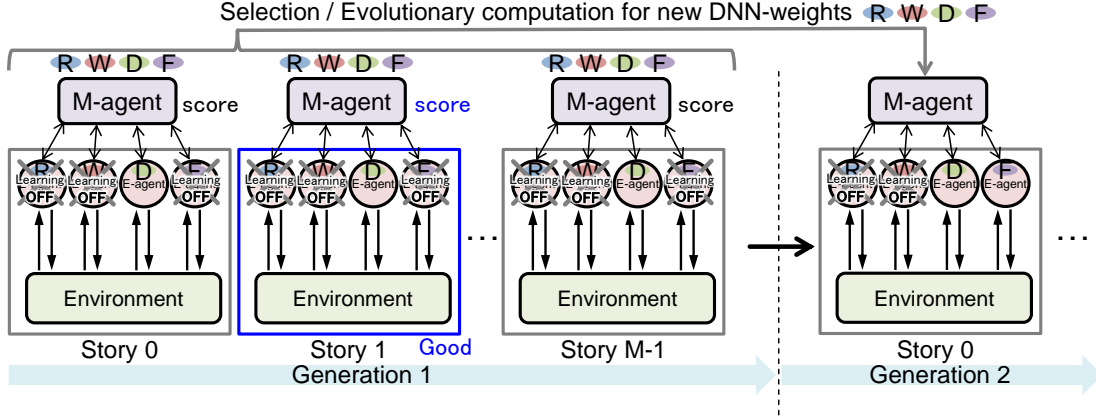 Selection / Evolutionary computation for new DNN-weights R W D F
R W D F R W D F R W D F
M-agent score M-agent score M-agent score M-agent
R W D F R W D F R W D F R W D F
Learning Learning E-agent Learning Learning Learning E-agent Learning Learning Learning E-agent Learning Learning Learning E-agent E-agent
OFF OFF OFF OFF OFF OFF OFF OFF OFF OFF OFF
... ...
Environment Environment Environment Environment
Story 0 Story 1 Good Story M-1 Story 0
Generation 1 Generation 2